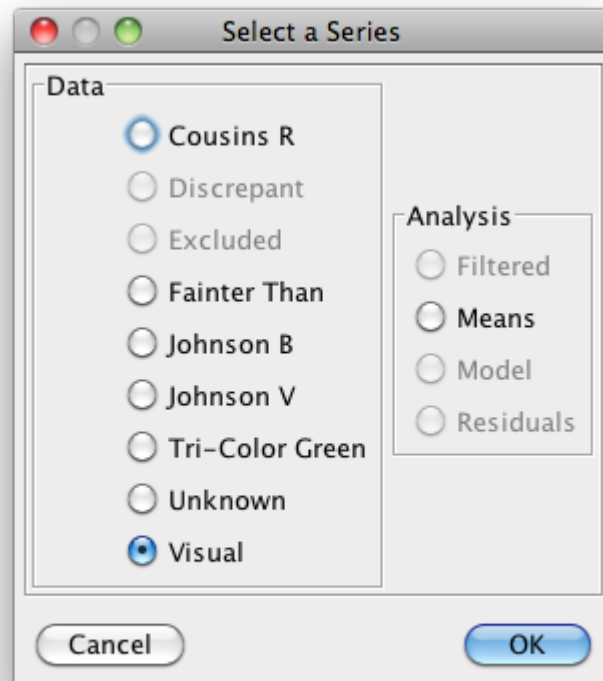 Select a Series
Data
Cousins R
Discrepant
Excluded
Fainter Than
Johnson B
Johnson V
Tri-Color Green
Unknown
Visual
Analysis
Filtered
Means
Model
Residuals
Cancel
OK